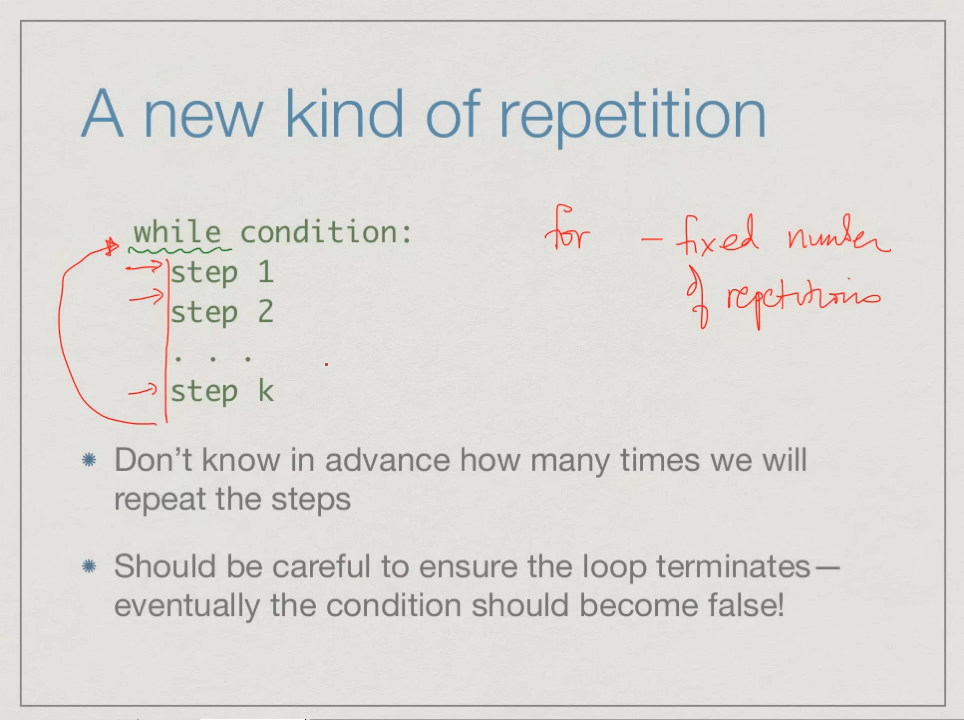 A new kind of repetition
while condition:
step 1
step 2
. . .
step k
for – fixed number
of repetitions
Don't know in advance how many times we will
repeat the steps
Should be careful to ensure the loop terminates—
eventually the condition should become false!